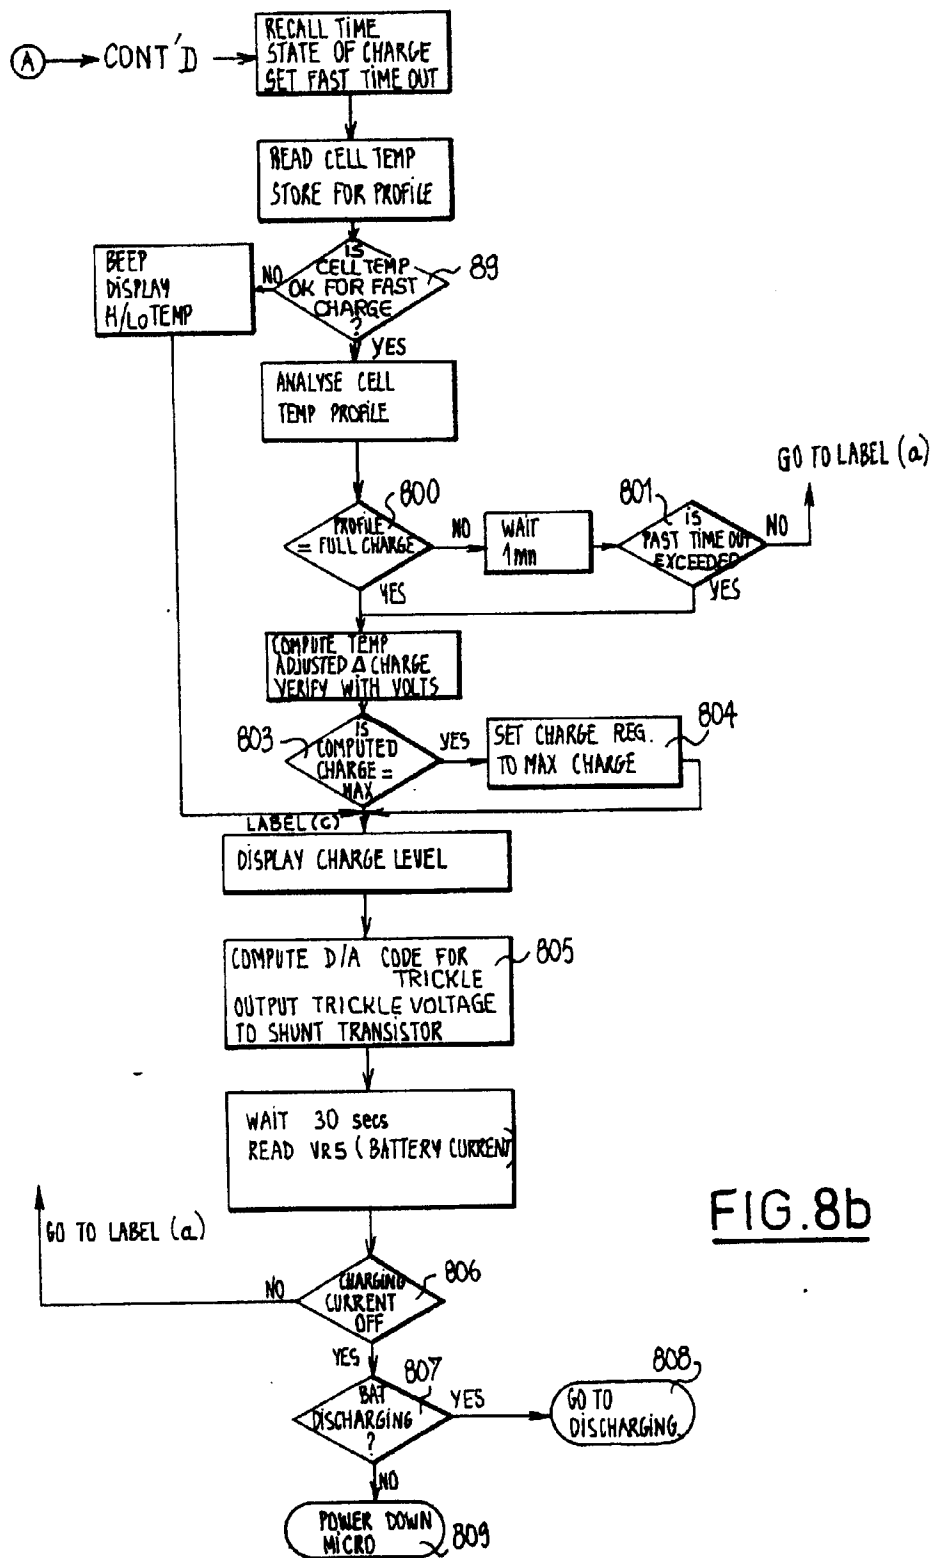 A
CONT'D
RECALL TIME
STATE OF CHARGE
SET FAST TIME OUT
READ CELL TEMP
STORE FOR PROFILE
IS
CELL TEMP
OK FOR FAST
CHARGE
?
89
NO
BEEP
DISPLAY
H/Lo TEMP
YES
ANALYSE CELL
TEMP PROFILE
GO TO LABEL (a)
PROFILE
= FULL CHARGE
800
NO
WAIT
1mn
801
IS
PAST TIME OUT
EXCEEDED
NO
YES
YES
COMPUTE TEMP
ADJUSTED Δ CHARGE
VERIFY WITH VOLTS
803
IS
COMPUTED
CHARGE =
MAX
YES
SET CHARGE REG.
TO MAX CHARGE
804
LABEL (c)
DISPLAY CHARGE LEVEL
COMPUTE D/A CODE FOR
TRICKLE
OUTPUT TRICKLE VOLTAGE
TO SHUNT TRANSISTOR
805
WAIT 30 secs
READ VR5 (BATTERY CURRENT)
GO TO LABEL (a)
FIG.8b
NO
CHARGING
CURRENT
OFF
806
YES
BAT
DISCHARGING
?
807
YES
GO TO
DISCHARGING
808
NO
POWER DOWN
MICRO
809